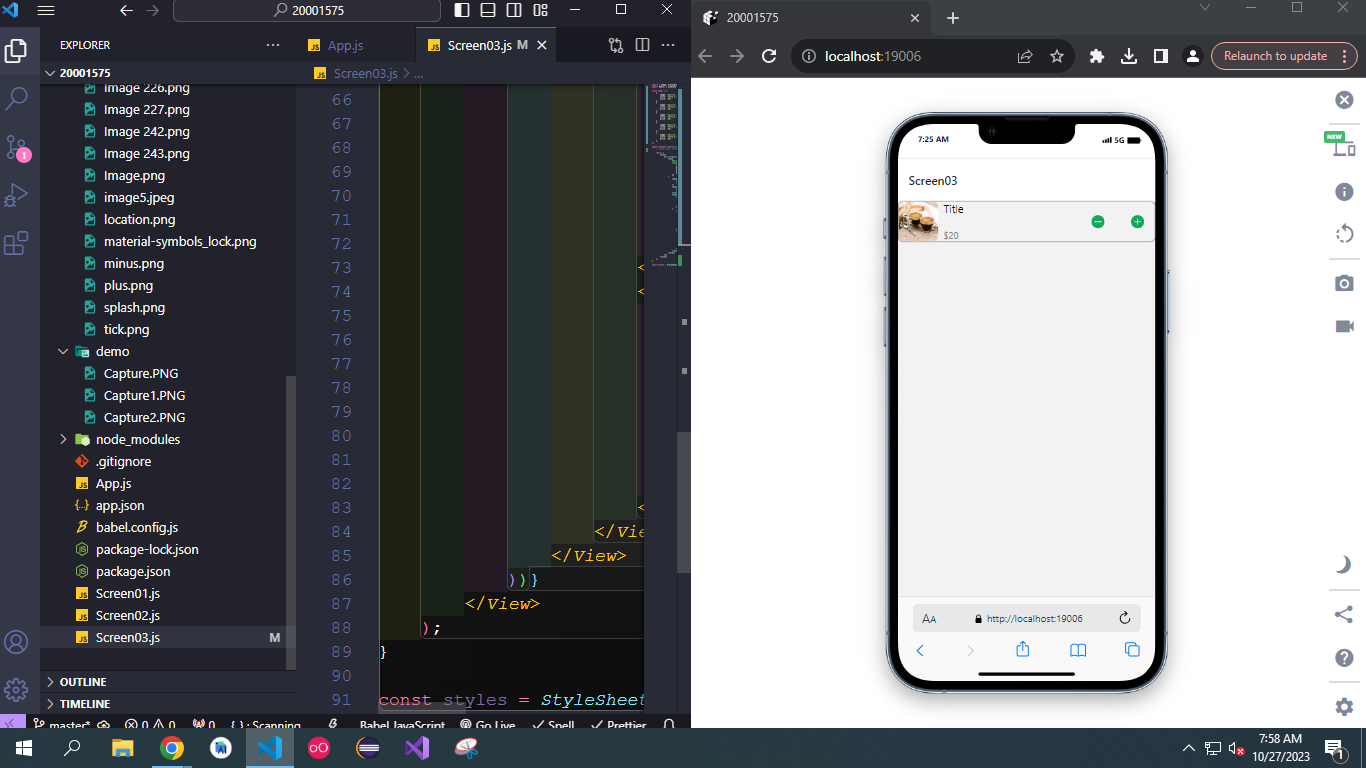 20001575
EXPLORER
20001575
Image 226.png
Image 227.png
Image 242.png
Image 243.png
Image.png
image5.jpeg
location.png
material-symbols_lock.png
minus.png
plus.png
splash.png
tick.png
demo
Capture.PNG
Capture1.PNG
Capture2.PNG
node_modules
.gitignore
App.js
app.json
babel.config.js
package-lock.json
package.json
Screen01.js
Screen02.js
Screen03.js M
OUTLINE
TIMELINE
1
JS App.js
JS Screen03.js M
JS Screen03.js > ...
66
67
68
69
70
71
72
73 <
74 <
75
76
77
78
79
80
81
82
83 <
84 </Vie
85 </View>
86 ))}
87 </View>
88 );
89 }
90
91 const styles = StyleSheet
master* 0 0 0 {.} : Scanning Babel JavaScript Go Live Spell Prettier
20001575
localhost:19006
Relaunch to update
NEW
7:25 AM 5G
Screen03
Title
$20
AA http://localhost:19006
7:58 AM
10/27/2023
1